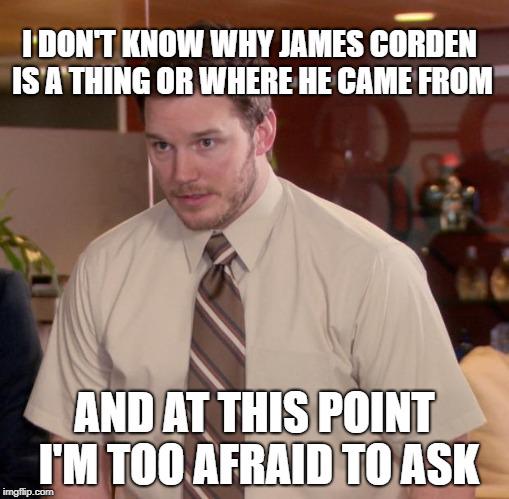 I DON'T KNOW WHY JAMES CORDEN
IS A THING OR WHERE HE CAME FROM
AND AT THIS POINT
I'M TOO AFRAID TO ASK
imgflip.com